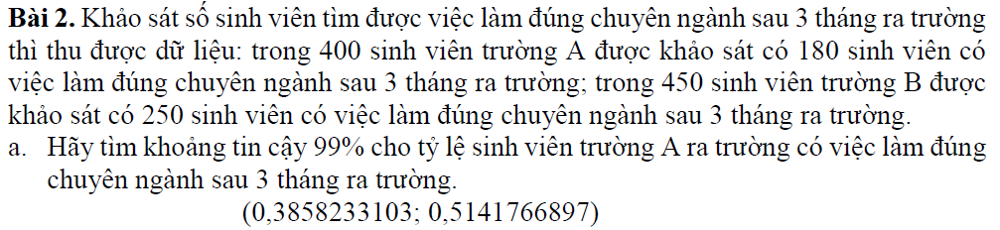 Bài 2. Khảo sát số sinh viên tìm được việc làm đúng chuyên ngành sau 3 tháng ra trường
thì thu được dữ liệu: trong 400 sinh viên trường A được khảo sát có 180 sinh viên có
việc làm đúng chuyên ngành sau 3 tháng ra trường; trong 450 sinh viên trường B được
khảo sát có 250 sinh viên có việc làm đúng chuyên ngành sau 3 tháng ra trường.
a. Hãy tìm khoảng tin cậy 99% cho tỷ lệ sinh viên trường A ra trường có việc làm đúng
chuyên ngành sau 3 tháng ra trường.
(0,3858233103; 0,5141766897)